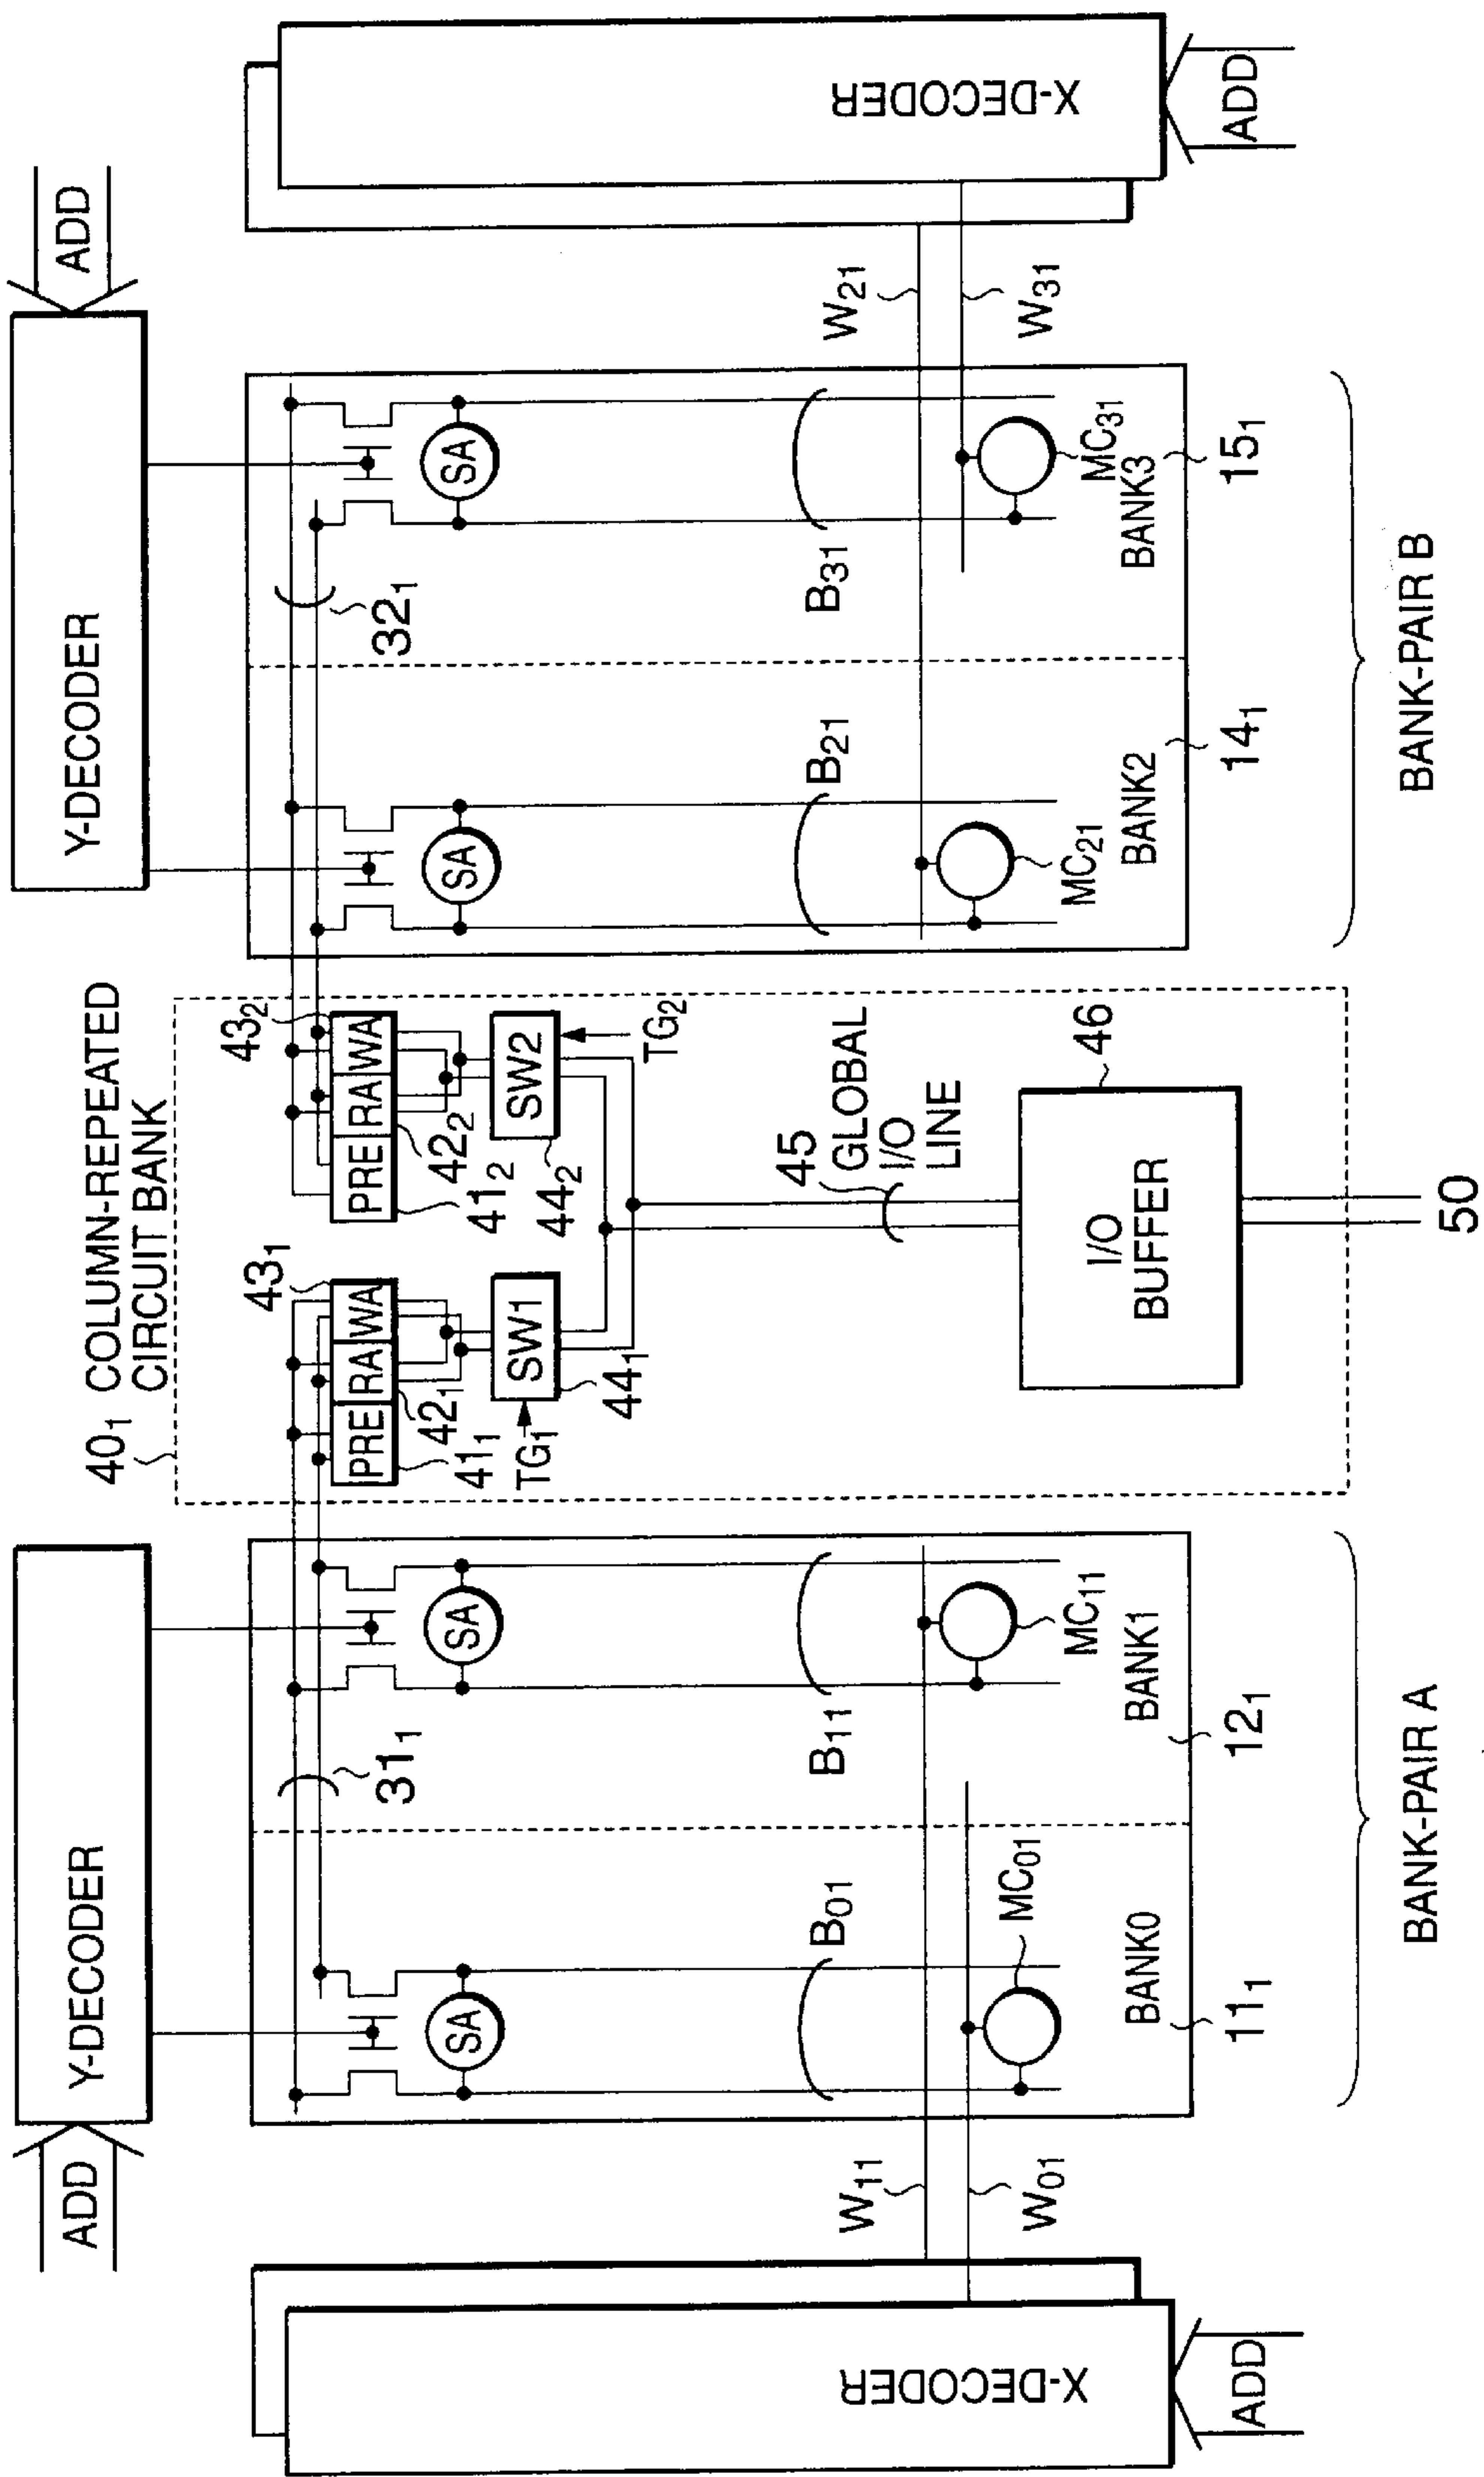 ADD
Y-DECODER
Y-DECODER
ADD
40₁ COLUMN-REPEATED
CIRCUIT BANK
43₁
43₂
PRE RA WA
PRE RA WA
31₁
32₁
42₁
41₁
42₂
41₂
SA
SA
SA
SA
TG₁
SW1
SW2
TG₂
44₁
44₂
X-DECODER
X-DECODER
W₁₁
W₀₁
B₀₁
B₁₁
45
GLOBAL
I/O
LINE
B₂₁
B₃₁
W₂₁
W₃₁
MC₀₁
MC₁₁
MC₂₁
MC₃₁
46
I/O
BUFFER
BANK0
BANK1
BANK2
BANK3
11₁
12₁
14₁
15₁
ADD
ADD
BANK-PAIR A
50
BANK-PAIR B